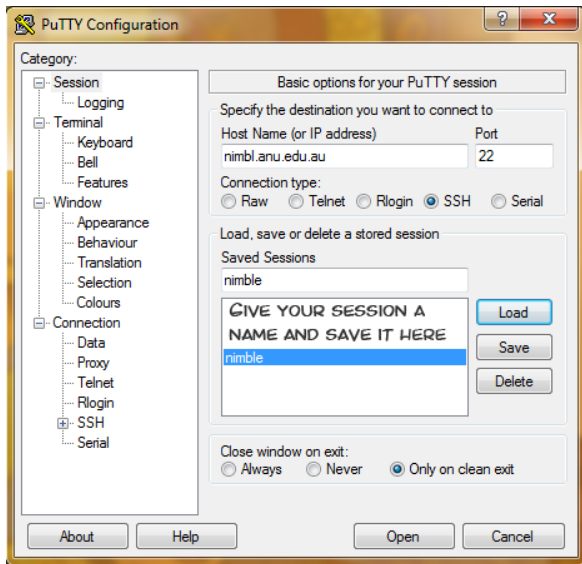 PuTTY Configuration
Category:
Session
Logging
Terminal
Keyboard
Bell
Features
Window
Appearance
Behaviour
Translation
Selection
Colours
Connection
Data
Proxy
Telnet
Rlogin
SSH
Serial
Basic options for your PuTTY session
Specify the destination you want to connect to
Host Name (or IP address) Port
nimbl.anu.edu.au 22
Connection type:
Raw Telnet Rlogin SSH Serial
Load, save or delete a stored session
Saved Sessions
nimble
GIVE YOUR SESSION A
NAME AND SAVE IT HERE
nimble
Load
Save
Delete
Close window on exit:
Always Never Only on clean exit
About Help Open Cancel